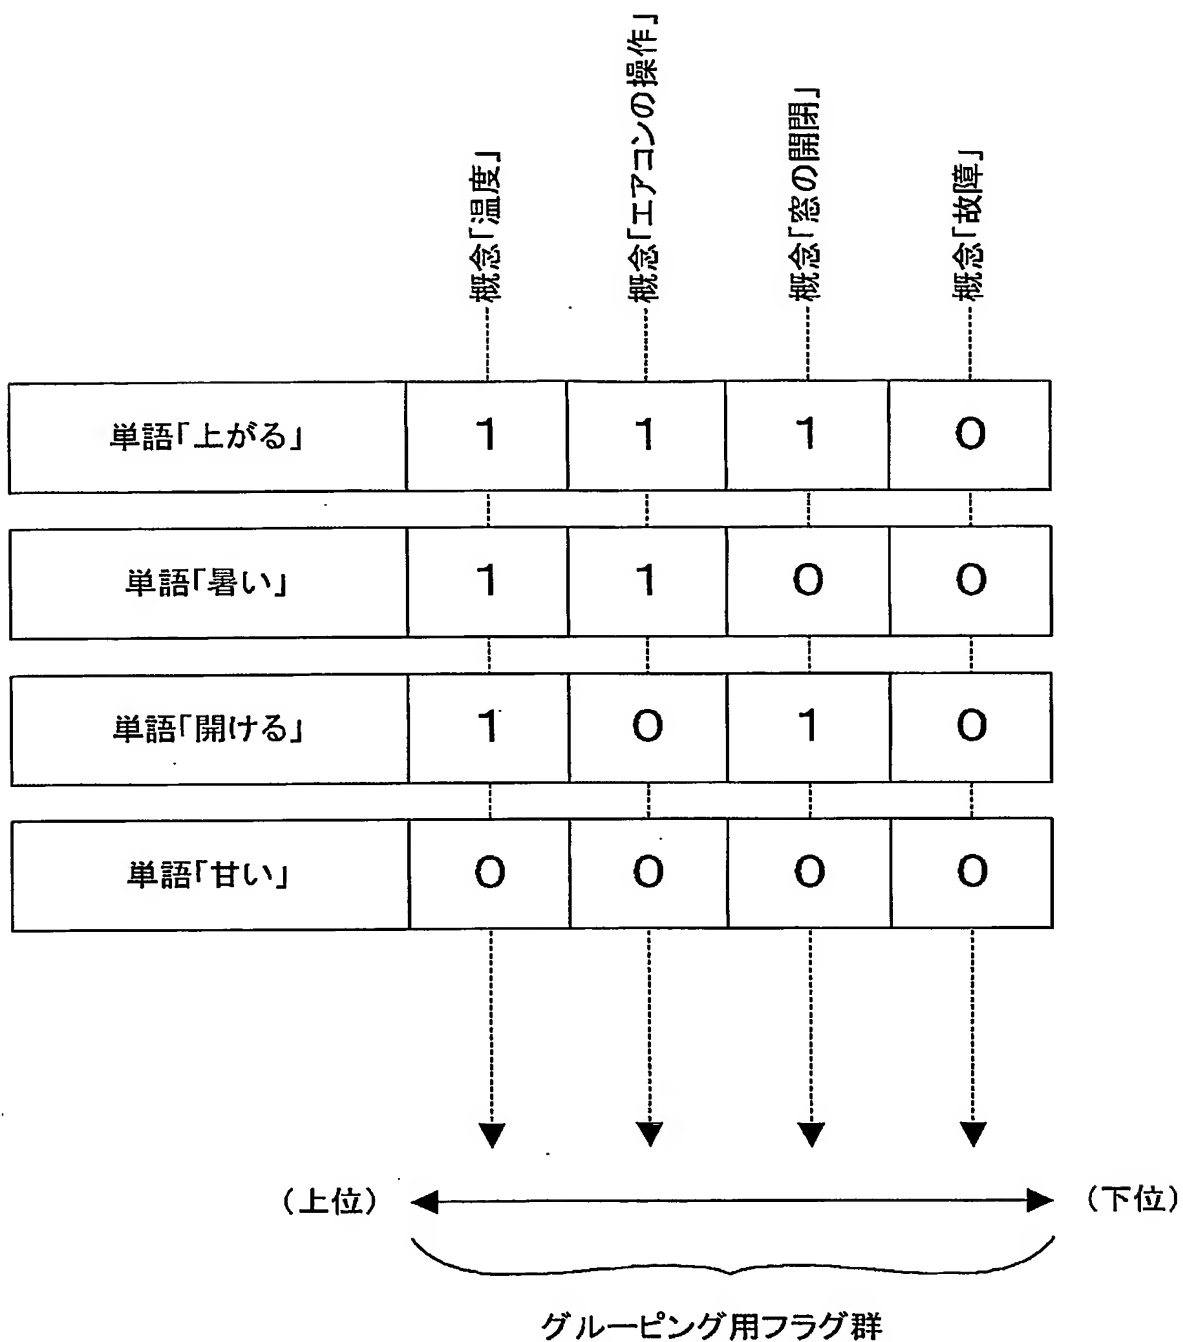 概念「温度」
概念「エアコンの操作」
概念「窓の開閉」
概念「故障」
単語「上がる」 1 1 1 0
単語「暑い」 1 1 0 0
単語「開ける」 1 0 1 0
単語「甘い」 0 0 0 0
（上位） （下位）
グルーピング用フラグ群